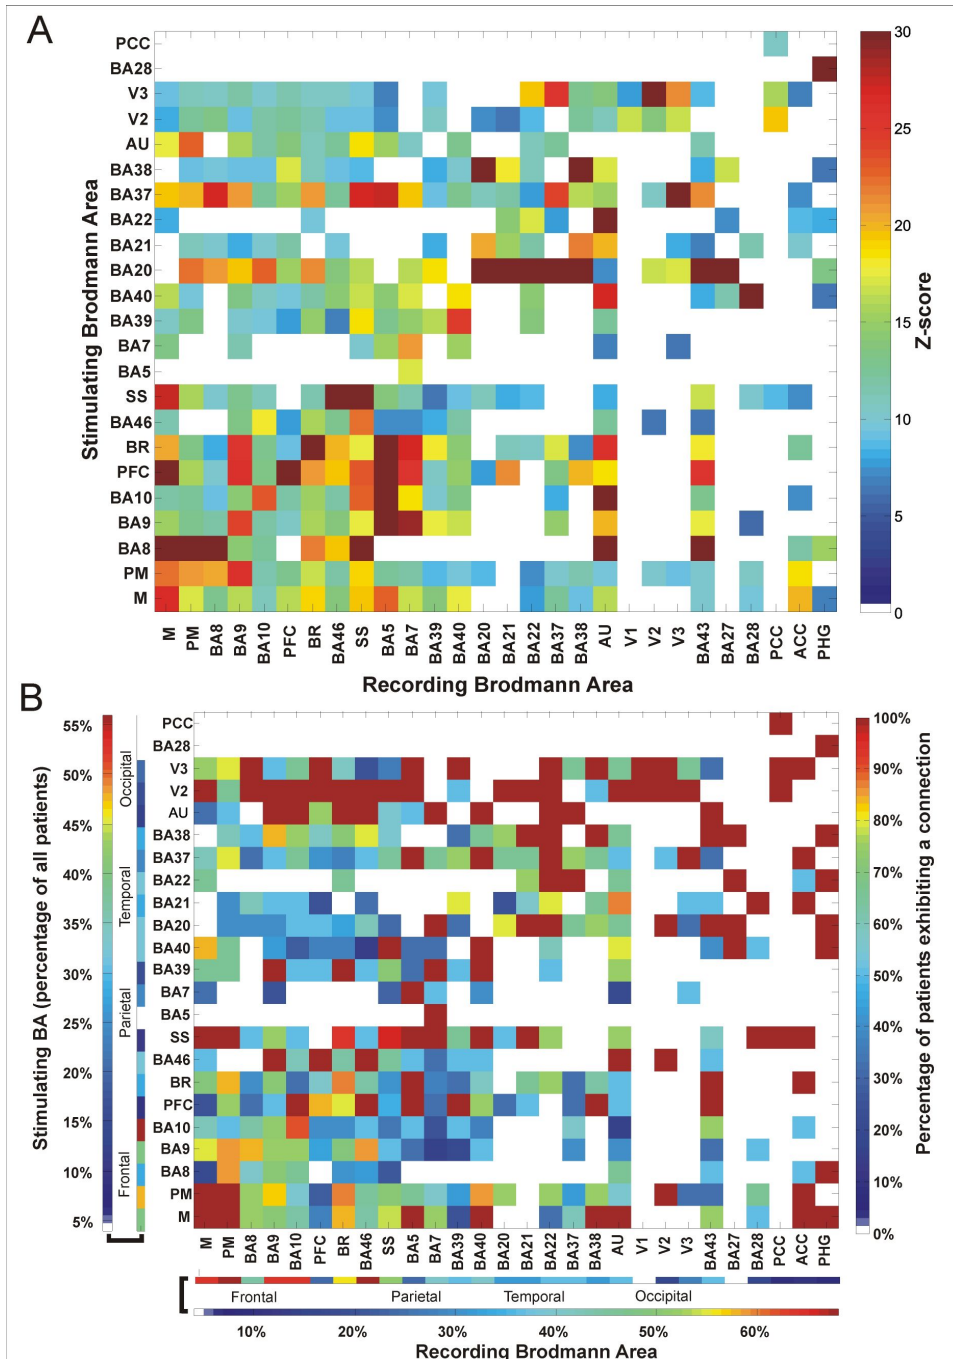 A
PCC
BA28
V3
V2
AU
BA38
BA37
BA22
BA21
BA20
BA40
BA39
BA7
BA5
SS
BA46
BR
PFC
BA10
BA9
BA8
PM
M
Stimulating Brodmann Area
M PM BA8 BA9 BA10 PFC BR BA46 SS BA5 BA7 BA39 BA40 BA20 BA21 BA22 BA37 BA38 AU V1 V2 V3 BA43 BA27 BA28 PCC ACC PHG
Recording Brodmann Area
30
25
20
15
10
5
0
Z-score
B
55%
50%
45%
40%
35%
30%
25%
20%
15%
10%
5%
Stimulating BA (percentage of all patients)
Occipital
Temporal
Parietal
Frontal
PCC
BA28
V3
V2
AU
BA38
BA37
BA22
BA21
BA20
BA40
BA39
BA7
BA5
SS
BA46
BR
PFC
BA10
BA9
BA8
PM
M
100%
90%
80%
70%
60%
50%
40%
30%
20%
10%
0%
Percentage of patients exhibiting a connection
M PM BA8 BA9 BA10 PFC BR BA46 SS BA5 BA7 BA39 BA40 BA20 BA21 BA22 BA37 BA38 AU V1 V2 V3 BA43 BA27 BA28 PCC ACC PHG
Frontal Parietal Temporal Occipital
10% 20% 30% 40% 50% 60%
Recording Brodmann Area